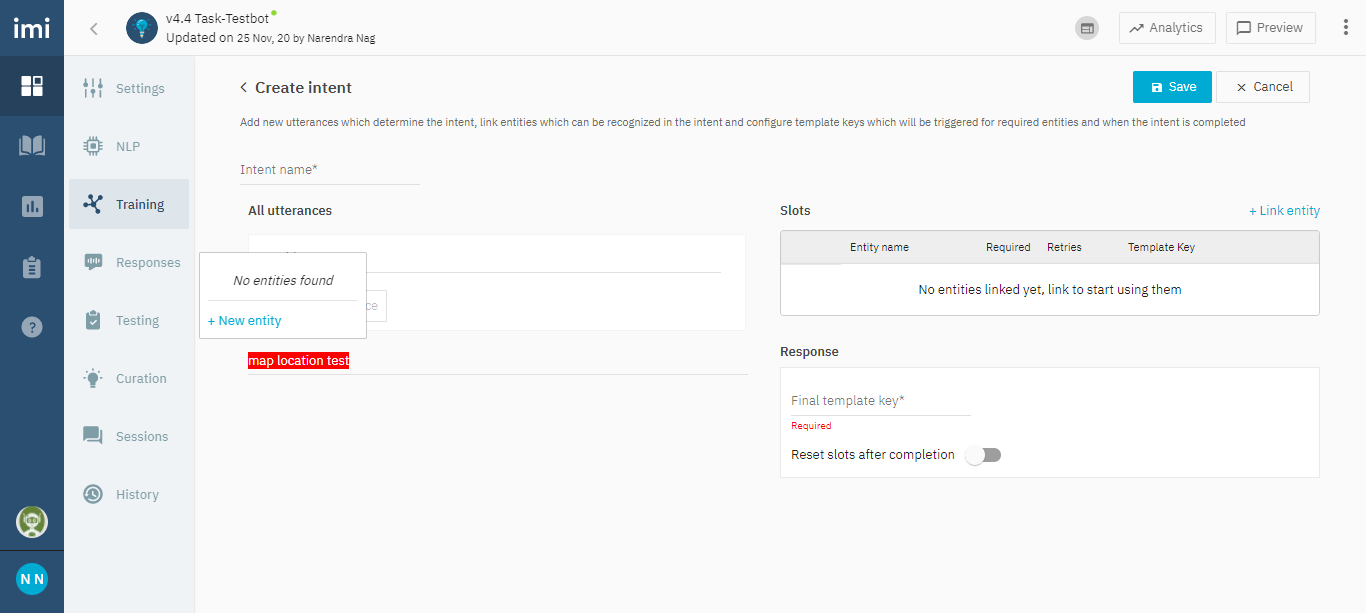 imi
v4.4 Task-Testbot
Updated on 25 Nov, 20 by Narendra Nag
Analytics
Preview
Settings
NLP
Training
Responses
Testing
Curation
Sessions
History
N N
Create intent
Save
Cancel
Add new utterances which determine the intent, link entities which can be recognized in the intent and configure template keys which will be triggered for required entities and when the intent is completed
Intent name*
All utterances
No entities found
+ New entity
map location test
Slots
+ Link entity
Entity name Required Retries Template Key
No entities linked yet, link to start using them
Response
Final template key*
Required
Reset slots after completion